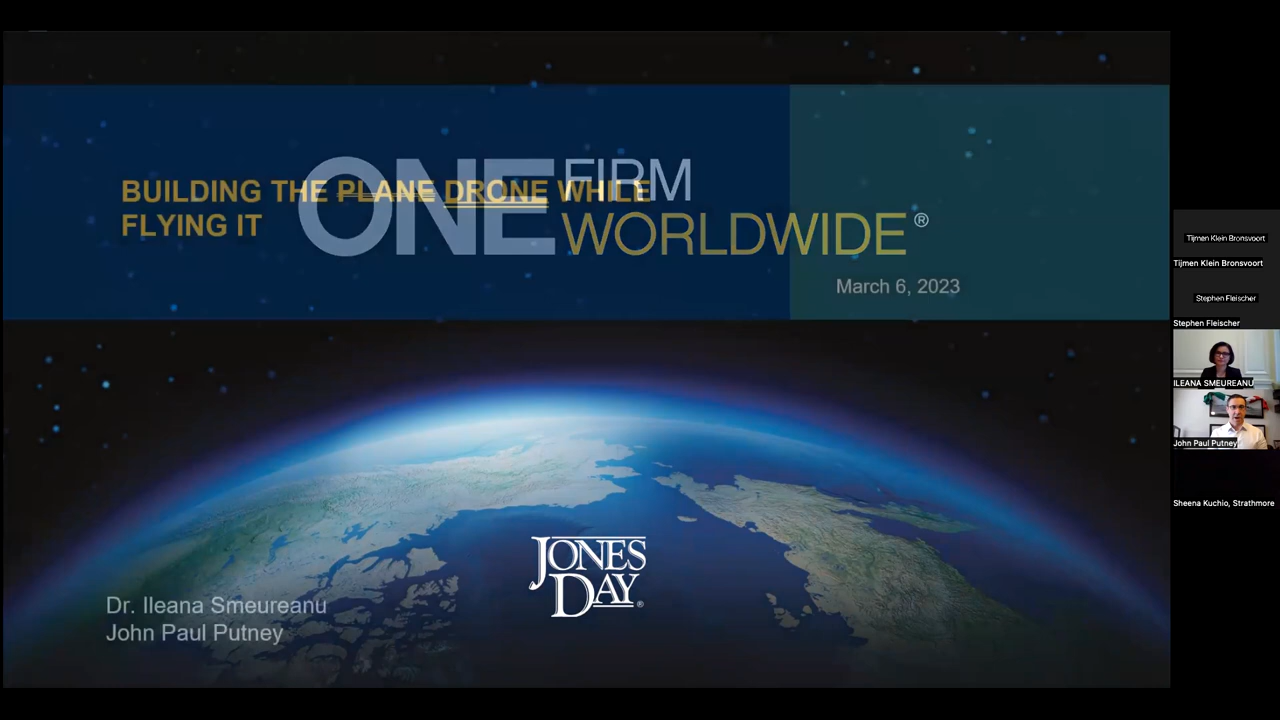 BUILDING THE PLANE DRONE WHILE
FLYING IT
ONE FIRM
WORLDWIDE®
March 6, 2023
JONES
DAY®
Dr. Ileana Smeureanu
John Paul Putney
Tijmen Klein Bronsvoort
Tijmen Klein Bronsvoort
Stephen Fleischer
Stephen Fleischer
ILEANA SMEUREANU
John Paul Putney
Sheena Kuchio, Strathmore